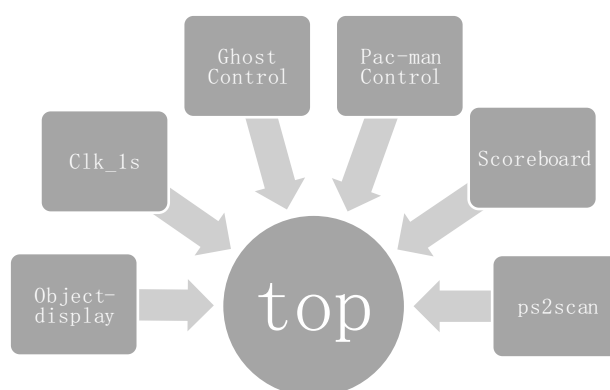 Ghost
Control
Pac-man
Control
Clk_1s
Scoreboard
Object-
display
top
ps2scan